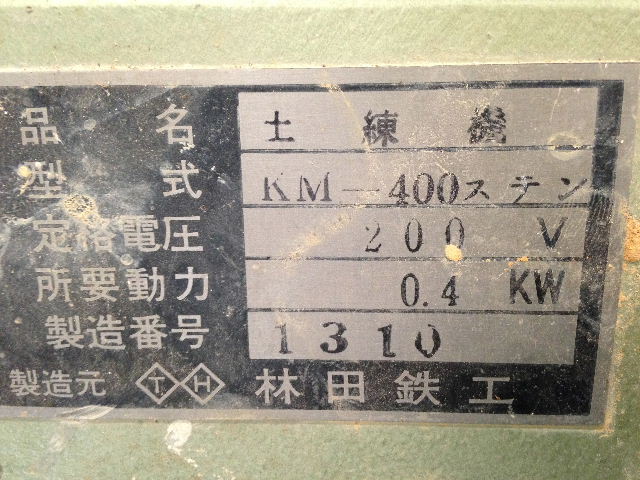 品名 土練機
型式 KM-400ステン
定格電圧 200 V
所要動力 0.4 KW
製造番号 1310
製造元 TH 林田鉄工